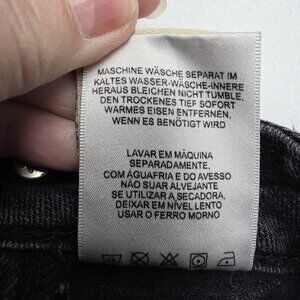 MASCHINE WÄSCHE SEPARAT IM
KALTES WASSER-WÄSCHE-INNERE
HERAUS BLEICHEN NICHT TUMBLE,
DEN TROCKENES TIEF SOFORT
WARMES EISEN ENTFERNEN,
WENN ES BENÖTIGT WIRD
LAVAR EM MÁQUINA
SEPARADAMENTE,
COM AGUAFRIA E DO AVESSO
NÃO SUAR ALVEJANTE
SE UTILIZAR A SECADORA,
DEIXAR EM NÍVEL LENTO
USAR O FERRO MORNO